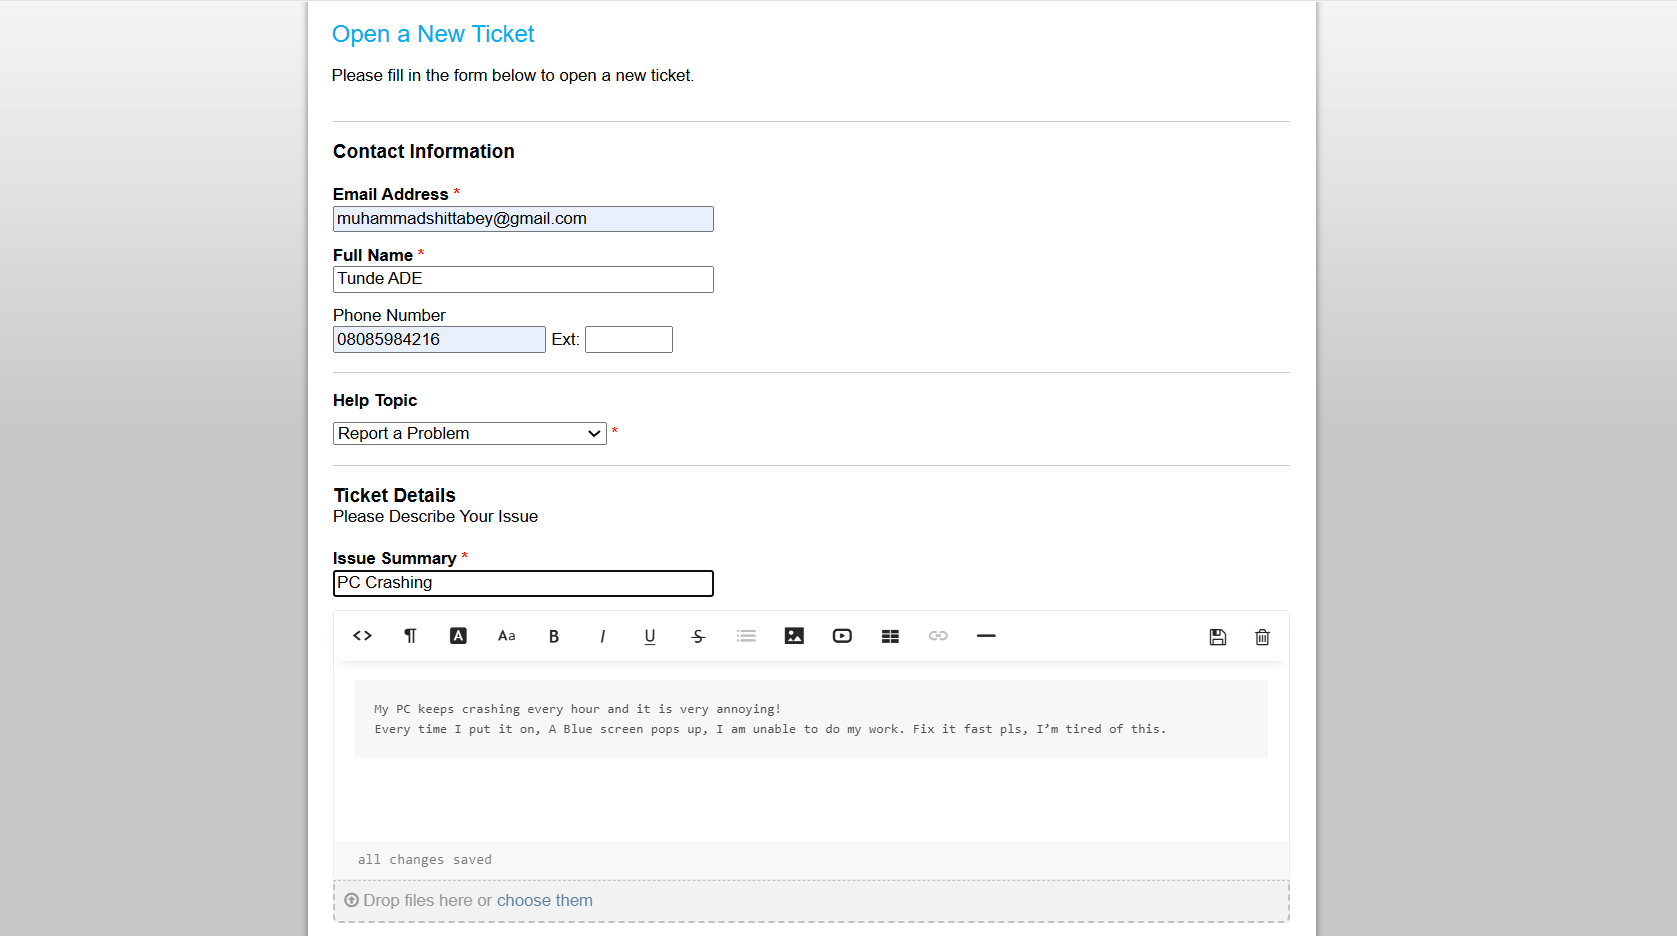 Open a New Ticket
Please fill in the form below to open a new ticket.
Contact Information
Email Address *
muhammadshittabey@gmail.com
Full Name *
Tunde ADE
Phone Number
08085984216 Ext:
Help Topic
Report a Problem *
Ticket Details
Please Describe Your Issue
Issue Summary *
PC Crashing
<> ¶ A Aa B I U S
My PC keeps crashing every hour and it is very annoying!
Every time I put it on, A Blue screen pops up, I am unable to do my work. Fix it fast pls, I’m tired of this.
all changes saved
Drop files here or choose them